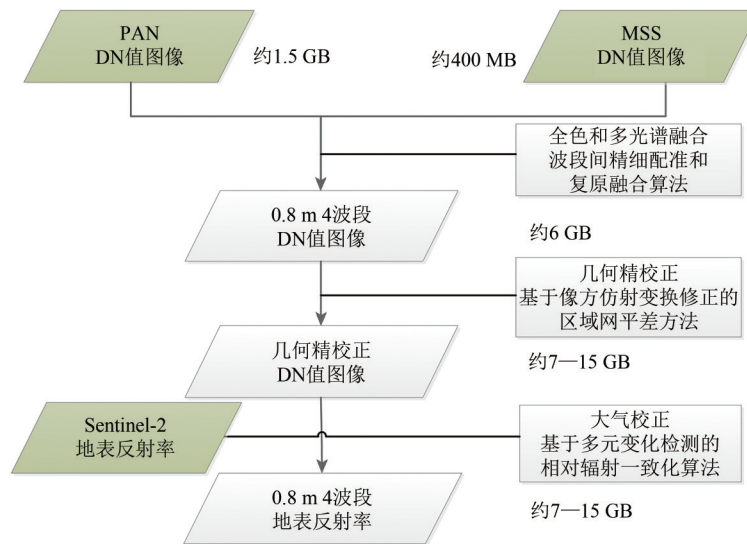 PAN
DN值图像
约1.5 GB
约400 MB
MSS
DN值图像
全色和多光谱融合
波段间精细配准和
复原融合算法
0.8 m 4波段
DN值图像
约6 GB
几何精校正
基于像方仿射变换修正的
区域网平差方法
几何精校正
DN值图像
约7—15 GB
Sentinel-2
地表反射率
大气校正
基于多元变化检测的
相对辐射一致化算法
0.8 m 4波段
地表反射率
约7—15 GB